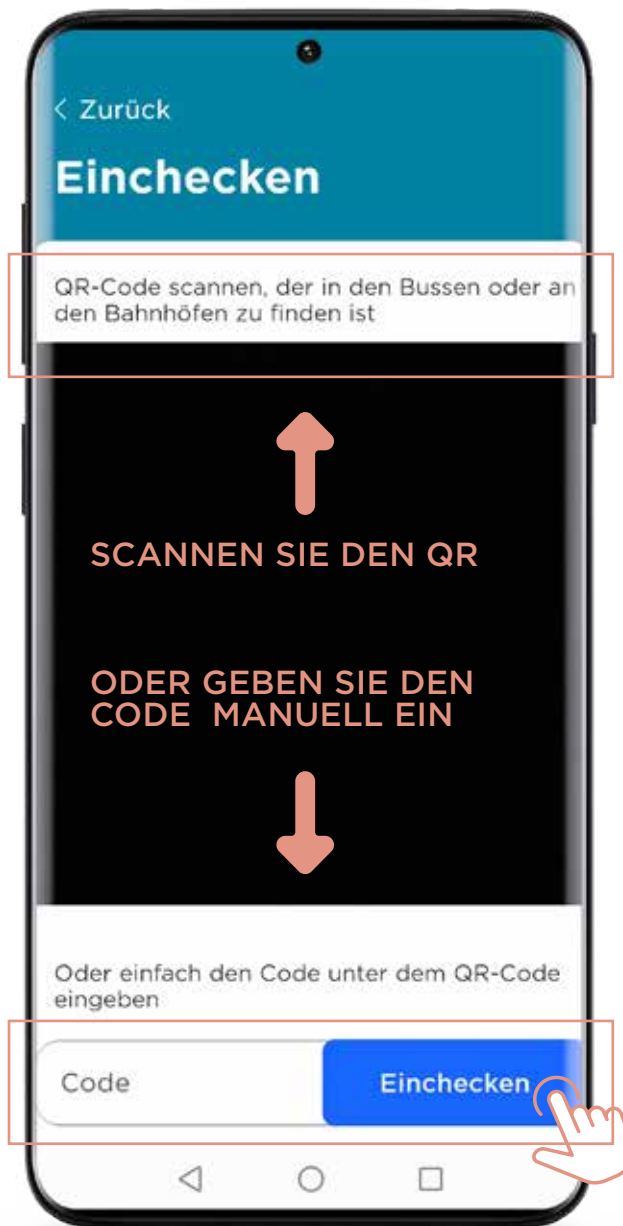 < Zurück
Einchecken
QR-Code scannen, der in den Bussen oder an
den Bahnhöfen zu finden ist
SCANNEN SIE DEN QR
ODER GEBEN SIE DEN
CODE MANUELL EIN
Oder einfach den Code unter dem QR-Code
eingeben
Code
Einchecken